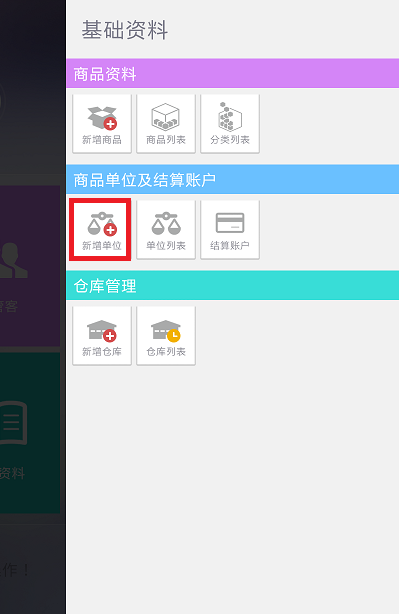 基础资料
商品资料
新增商品 商品列表 分类列表
商品单位及结算账户
新增单位 单位列表 结算账户
仓库管理
新增仓库 仓库列表
客
资料
作！